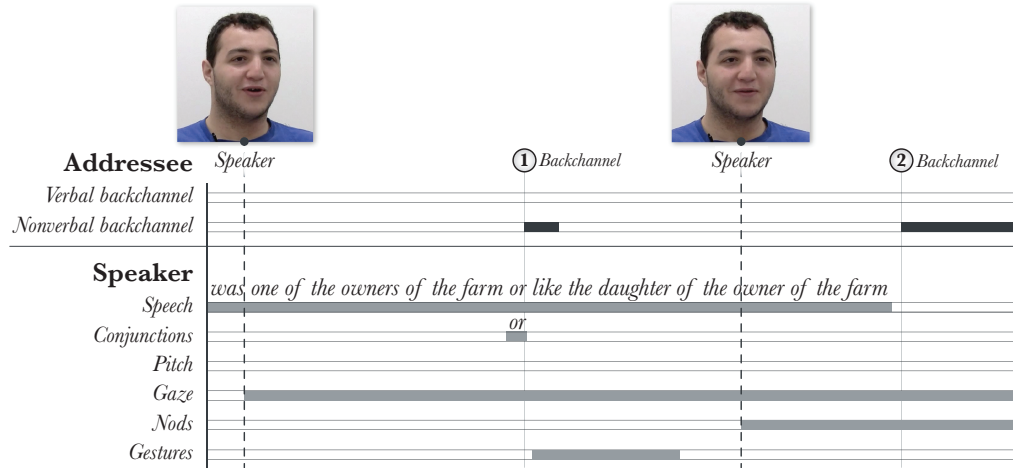 Addressee Speaker 1 Backchannel Speaker 2 Backchannel
Verbal backchannel
Nonverbal backchannel
Speaker
was one of the owners of the farm or like the daughter of the owner of the farm
Speech
or
Conjunctions
Pitch
Gaze
Nods
Gestures